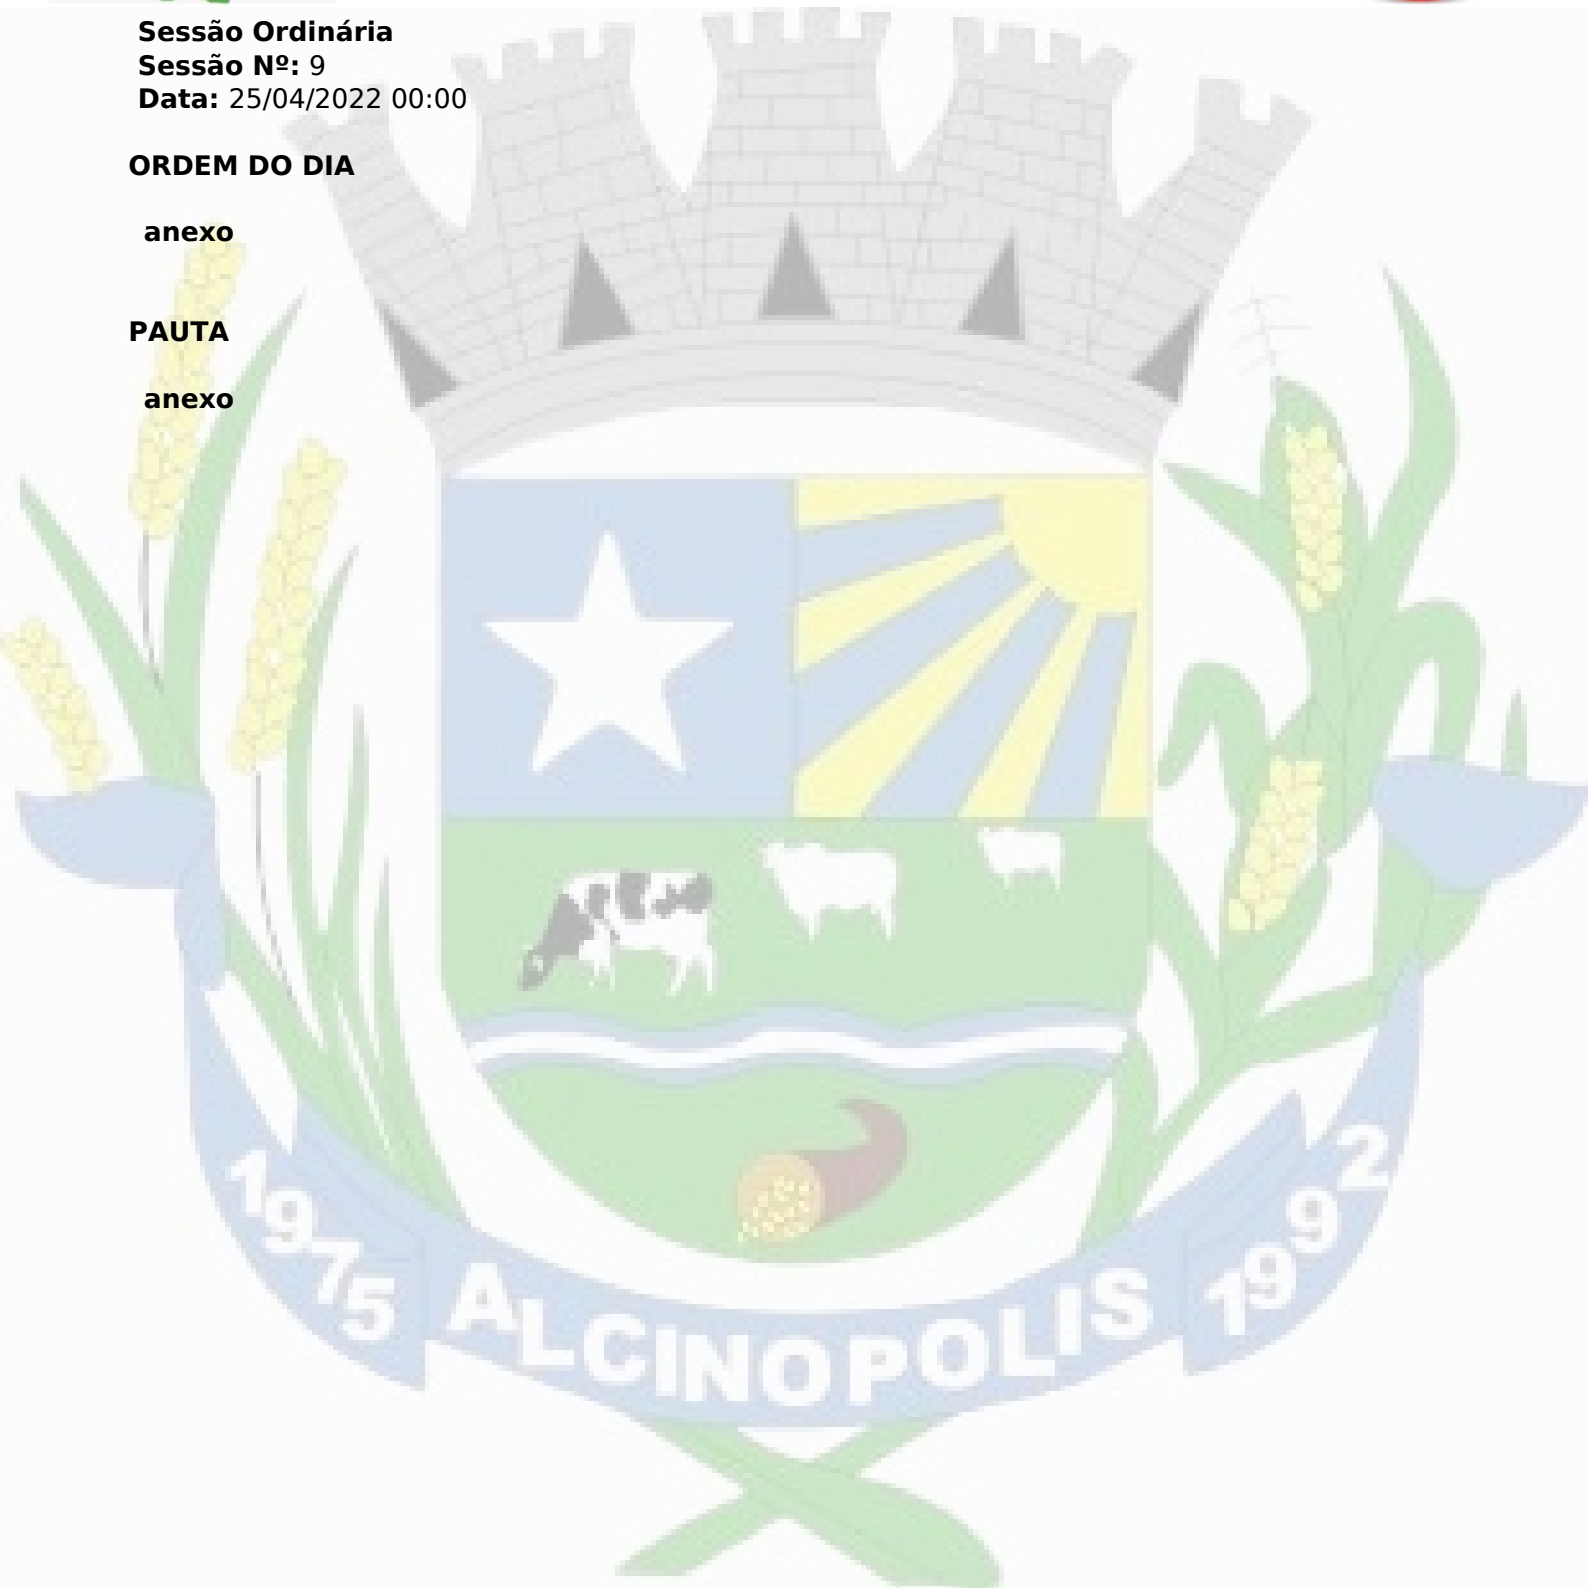 Sessão Ordinária
Sessão Nº: 9
Data: 25/04/2022 00:00
ORDEM DO DIA
anexo
PAUTA
anexo
1975 ALCINOPOLIS 1992